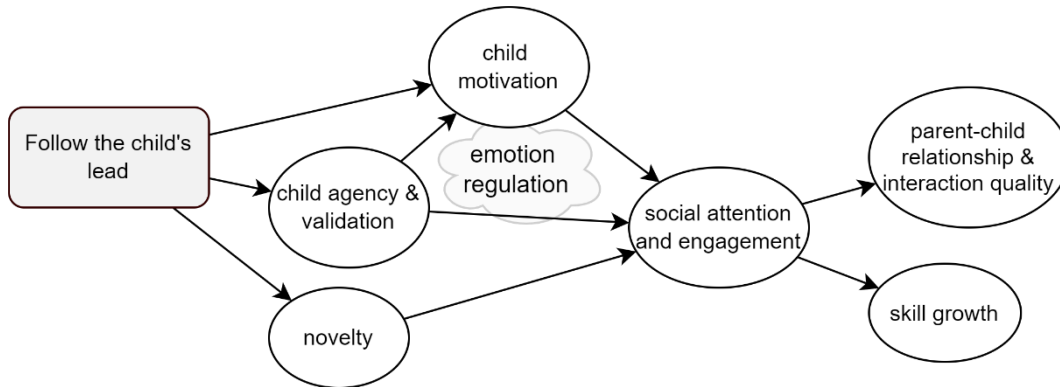 Follow the child's
lead
child
motivation
emotion
regulation
child agency &
validation
novelty
social attention
and engagement
parent-child
relationship &
interaction quality
skill growth